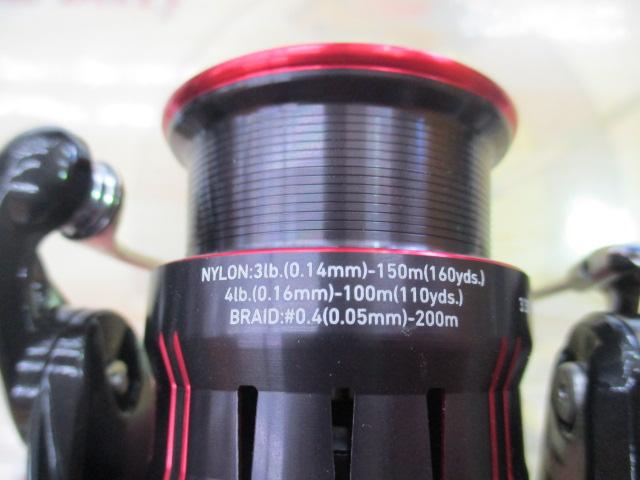 NYLON:3lb.(0.14mm)-150m(160yds.)
4lb.(0.16mm)-100m(110yds.)
BRAID:#0.4(0.05mm)-200m